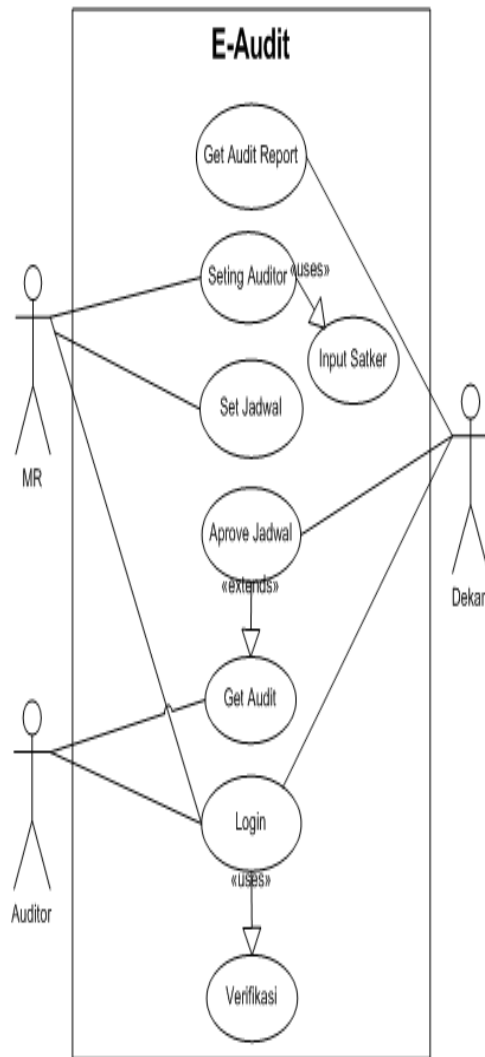 E-Audit
Get Audit Report
Seting Auditor
«uses»
Input Satker
Set Jadwal
MR
Aprove Jadwal
«extends»
Dekan
Get Audit
Login
«uses»
Auditor
Verifikasi